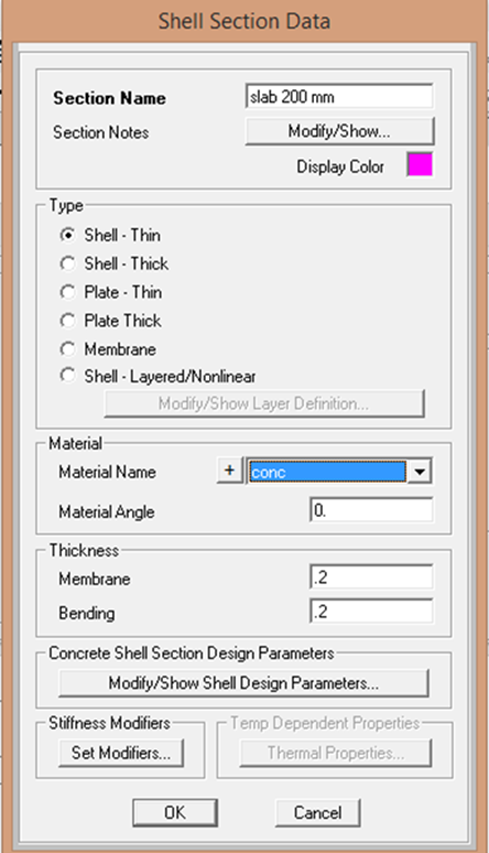 Shell Section Data
Section Name
slab 200 mm
Section Notes
Modify/Show...
Display Color
Type
Shell - Thin
Shell - Thick
Plate - Thin
Plate Thick
Membrane
Shell - Layered/Nonlinear
Modify/Show Layer Definition...
Material
Material Name
+
conc
Material Angle
0.
Thickness
Membrane
.2
Bending
.2
Concrete Shell Section Design Parameters
Modify/Show Shell Design Parameters...
Stiffness Modifiers
Temp Dependent Properties
Set Modifiers...
Thermal Properties...
OK
Cancel